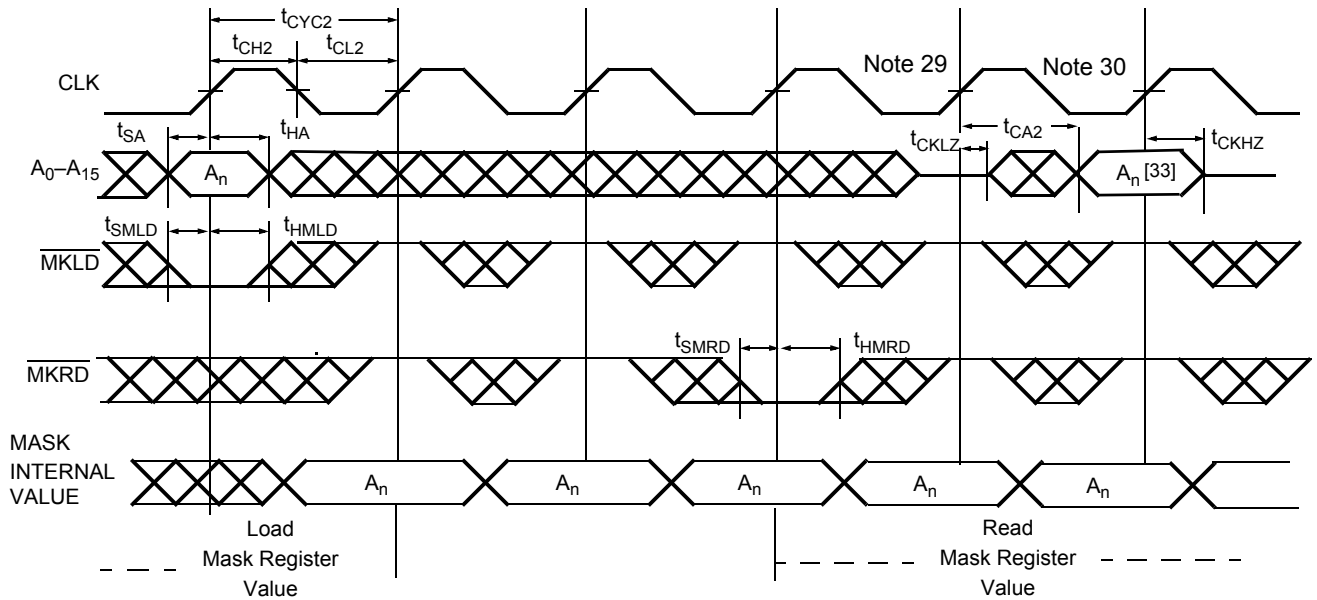 tCYC2
tCH2 tCL2
Note 29 Note 30
CLK
tSA tHA tCKLZ tCA2 tCKHZ
A0–A15 An An [33]
tSMLD tHMLD
MKLD
tSMRD tHMRD
MKRD
MASK
INTERNAL
VALUE
An An An An An
Load
Mask Register
Value
Read
Mask Register
Value